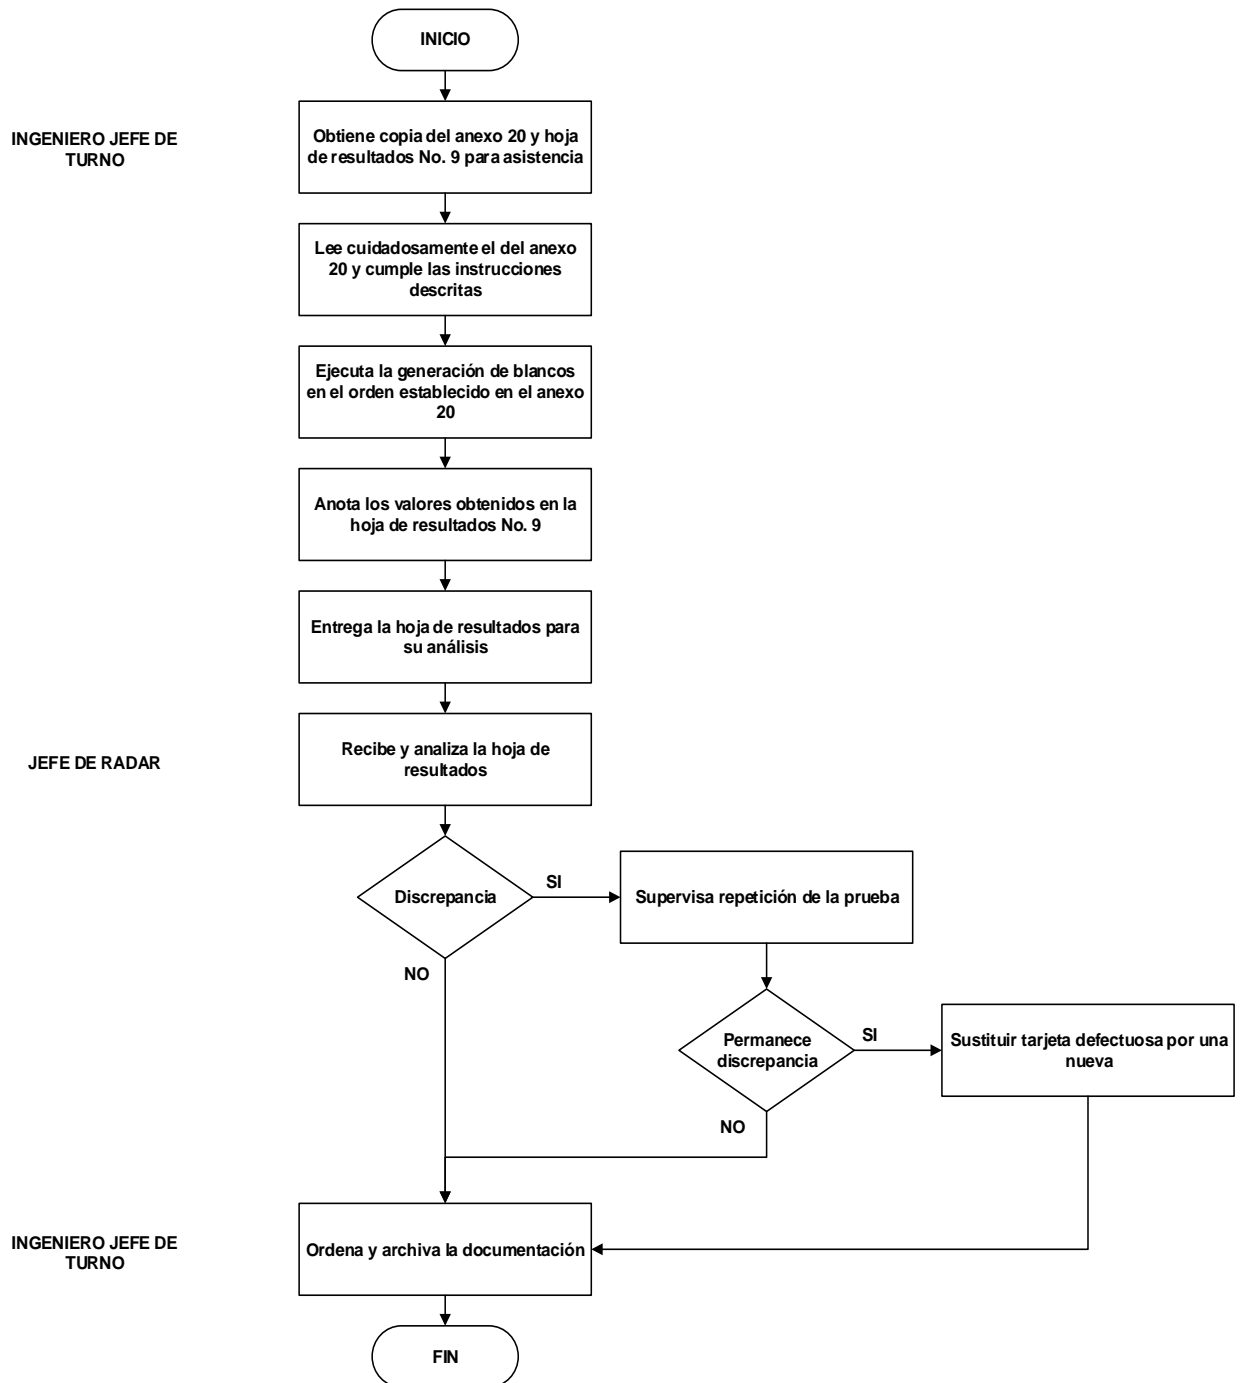 INICIO
INGENIERO JEFE DE
TURNO
Obtiene copia del anexo 20 y hoja
de resultados No. 9 para asistencia
Lee cuidadosamente el del anexo
20 y cumple las instrucciones
descritas
Ejecuta la generación de blancos
en el orden establecido en el anexo
20
Anota los valores obtenidos en la
hoja de resultados No. 9
Entrega la hoja de resultados para
su análisis
JEFE DE RADAR
Recibe y analiza la hoja de
resultados
Discrepancia
SI
Supervisa repetición de la prueba
NO
Permanece
discrepancia
SI
Sustituir tarjeta defectuosa por una
nueva
NO
INGENIERO JEFE DE
TURNO
Ordena y archiva la documentación
FIN